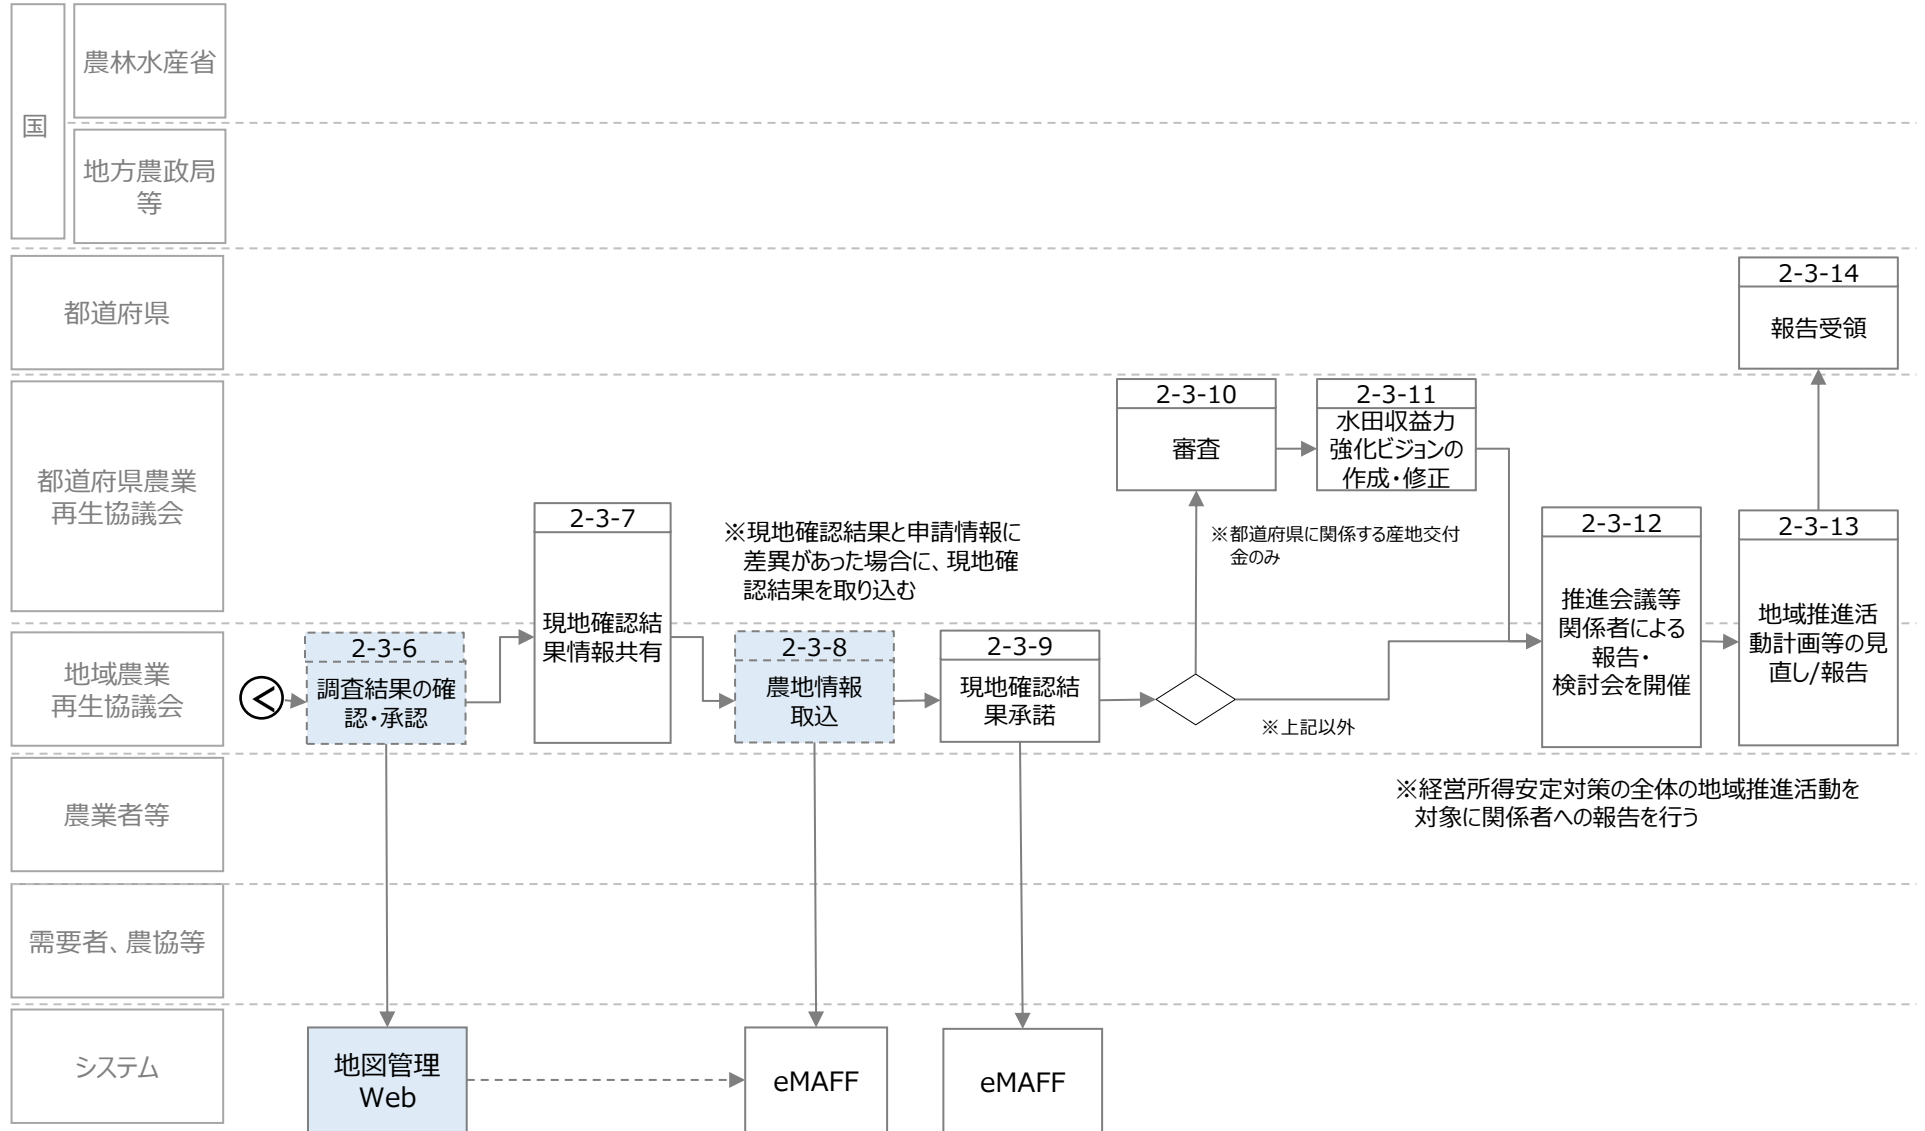 国
農林水産省
地方農政局
等
都道府県
都道府県農業
再生協議会
地域農業
再生協議会
農業者等
需要者、農協等
システム
<
2-3-6
調査結果の確
認・承認
2-3-7
現地確認結
果情報共有
※現地確認結果と申請情報に
差異があった場合に、現地確
認結果を取り込む
2-3-8
農地情報
取込
2-3-9
現地確認結
果承諾
2-3-10
審査
※都道府県に関係する産地交付
金のみ
※上記以外
2-3-11
水田収益力
強化ビジョンの
作成・修正
2-3-12
推進会議等
関係者による
報告・
検討会を開催
2-3-13
地域推進活
動計画等の見
直し/報告
2-3-14
報告受領
※経営所得安定対策の全体の地域推進活動を
対象に関係者への報告を行う
地図管理
Web
eMAFF
eMAFF